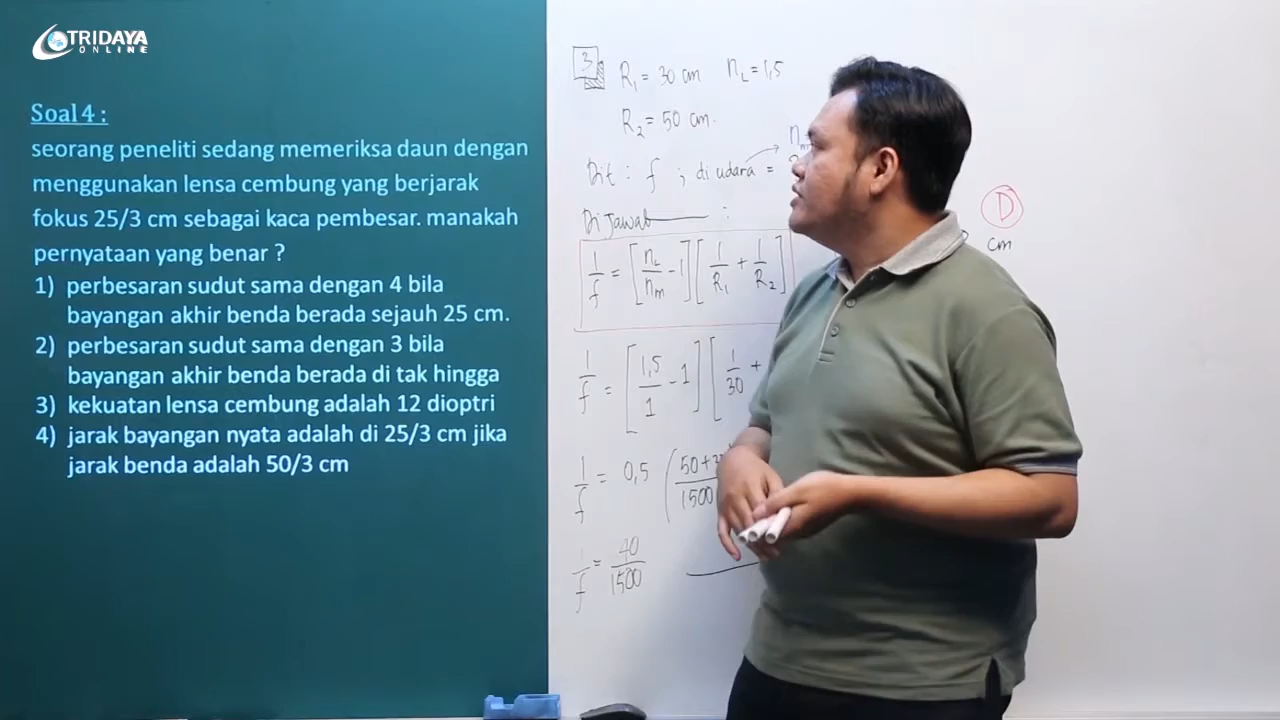 TRIDAYA
ONLINE
Soal 4 :
seorang peneliti sedang memeriksa daun dengan
menggunakan lensa cembung yang berjarak
fokus 25/3 cm sebagai kaca pembesar. manakah
pernyataan yang benar ?
1) perbesaran sudut sama dengan 4 bila
bayangan akhir benda berada sejauh 25 cm.
2) perbesaran sudut sama dengan 3 bila
bayangan akhir benda berada di tak hingga
3) kekuatan lensa cembung adalah 12 dioptri
4) jarak bayangan nyata adalah di 25/3 cm jika
jarak benda adalah 50/3 cm
3
R₁ = 30 cm n_L = 1,5
R₂ = 50 cm.
Dit : f ; di udara =
Dijawab :
D
cm
1/f = [n_L/n_m - 1][1/R₁ + 1/R₂]
1/f = [1,5/1 - 1][1/30 +
1/f = 0,5 (50+3
1500
1/f = 40/1500